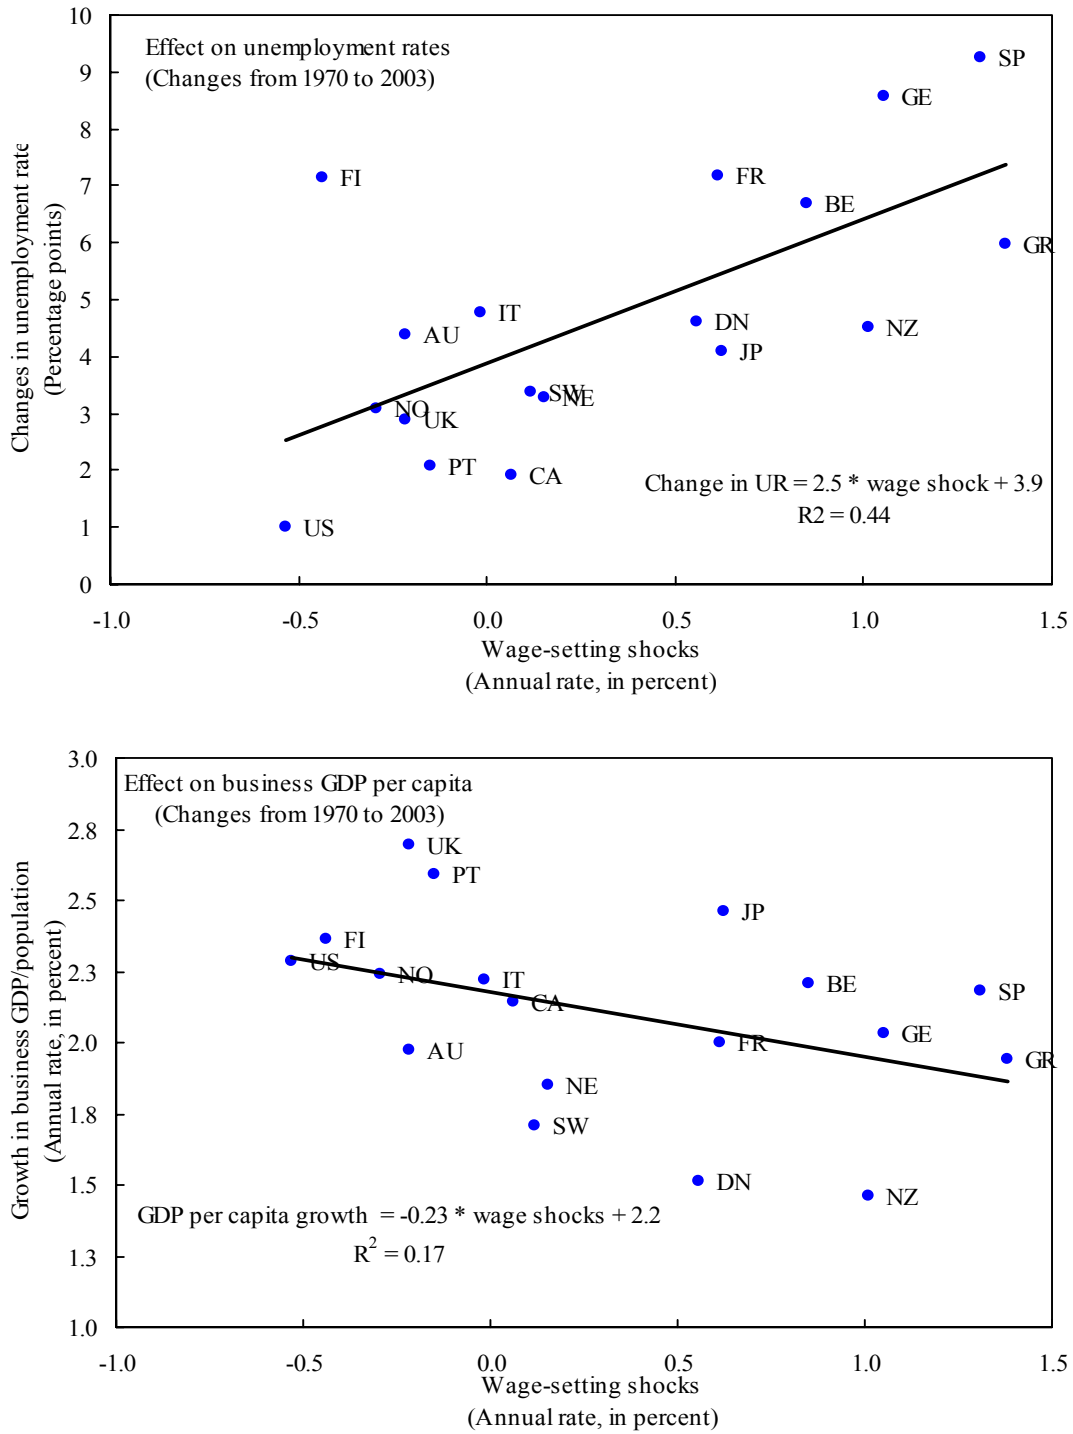 Effect on unemployment rates
(Changes from 1970 to 2003)
Changes in unemployment rate
(Percentage points)
10
9
8
7
6
5
4
3
2
1
0
SP
GE
FI
FR
BE
GR
IT
AU
DN
NZ
JP
SW
NE
NO
UK
PT
CA
US
Change in UR = 2.5 * wage shock + 3.9
R2 = 0.44
-1.0 -0.5 0.0 0.5 1.0 1.5
Wage-setting shocks
(Annual rate, in percent)
Effect on business GDP per capita
(Changes from 1970 to 2003)
Growth in business GDP/population
(Annual rate, in percent)
3.0
2.8
2.5
2.3
2.0
1.8
1.5
1.3
1.0
UK
PT
JP
FI
US
NO
IT
BE
SP
CA
GE
FR
AU
GR
NE
SW
DN
NZ
GDP per capita growth = -0.23 * wage shocks + 2.2
R2 = 0.17
-1.0 -0.5 0.0 0.5 1.0 1.5
Wage-setting shocks
(Annual rate, in percent)